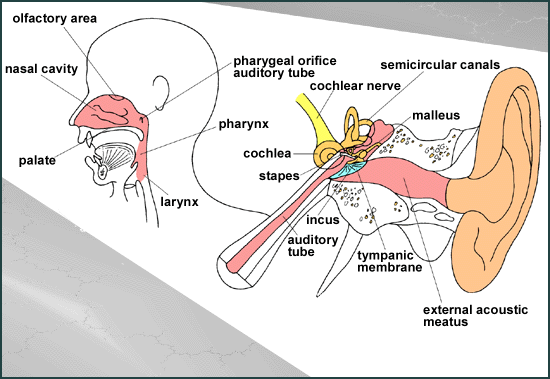 olfactory area
nasal cavity
palate
pharygeal orifice
auditory tube
pharynx
larynx
semicircular canals
cochlear nerve
malleus
cochlea
stapes
incus
auditory
tube
tympanic
membrane
external acoustic
meatus